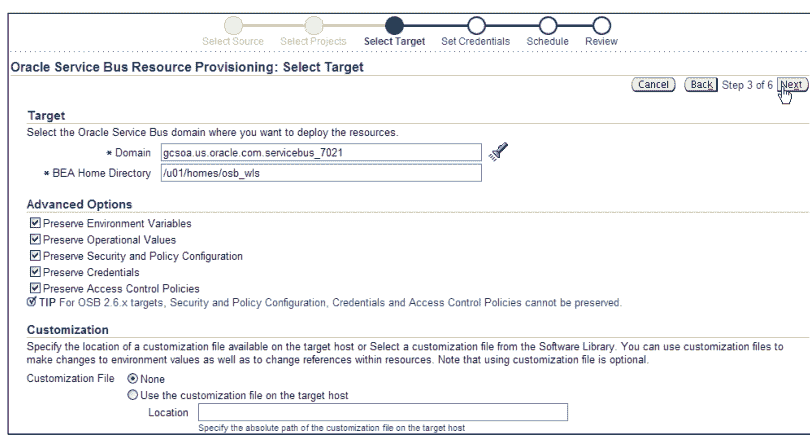 Select Source Select Projects Select Target Set Credentials Schedule Review
Oracle Service Bus Resource Provisioning: Select Target
Cancel Back Step 3 of 6 Next
Target
Select the Oracle Service Bus domain where you want to deploy the resources.
* Domain gcsoa.us.oracle.com.servicebus_7021
* BEA Home Directory /u01/homes/osb_wls
Advanced Options
Preserve Environment Variables
Preserve Operational Values
Preserve Security and Policy Configuration
Preserve Credentials
Preserve Access Control Policies
TIP For OSB 2.6.x targets, Security and Policy Configuration, Credentials and Access Control Policies cannot be preserved.
Customization
Specify the location of a customization file available on the target host or Select a customization file from the Software Library. You can use customization files to
make changes to environment values as well as to change references within resources. Note that using customization file is optional.
Customization File None
Use the customization file on the target host
Location
Specify the absolute path of the customization file on the target host